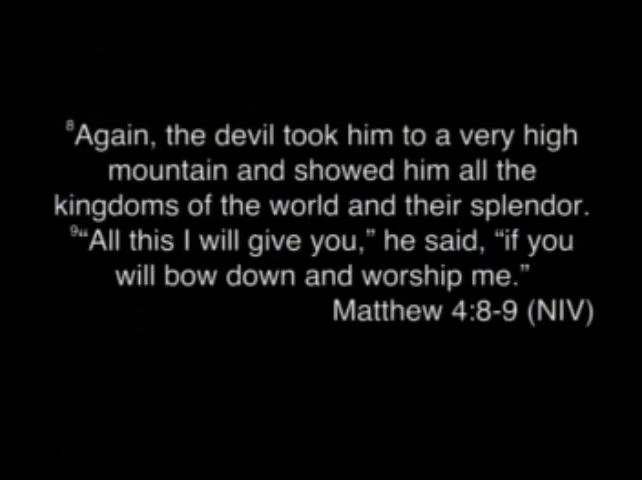 ⁸Again, the devil took him to a very high
mountain and showed him all the
kingdoms of the world and their splendor.
⁹“All this I will give you,” he said, “if you
will bow down and worship me.”
Matthew 4:8-9 (NIV)